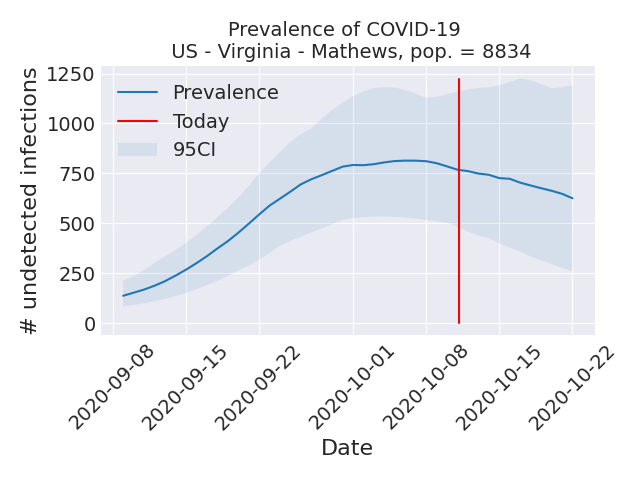 Prevalence of COVID-19
US - Virginia - Mathews, pop. = 8834
1250
1000
750
500
250
0
# undetected infections
Prevalence
Today
95CI
2020-09-08
2020-09-15
2020-09-22
2020-10-01
2020-10-08
2020-10-15
2020-10-22
Date